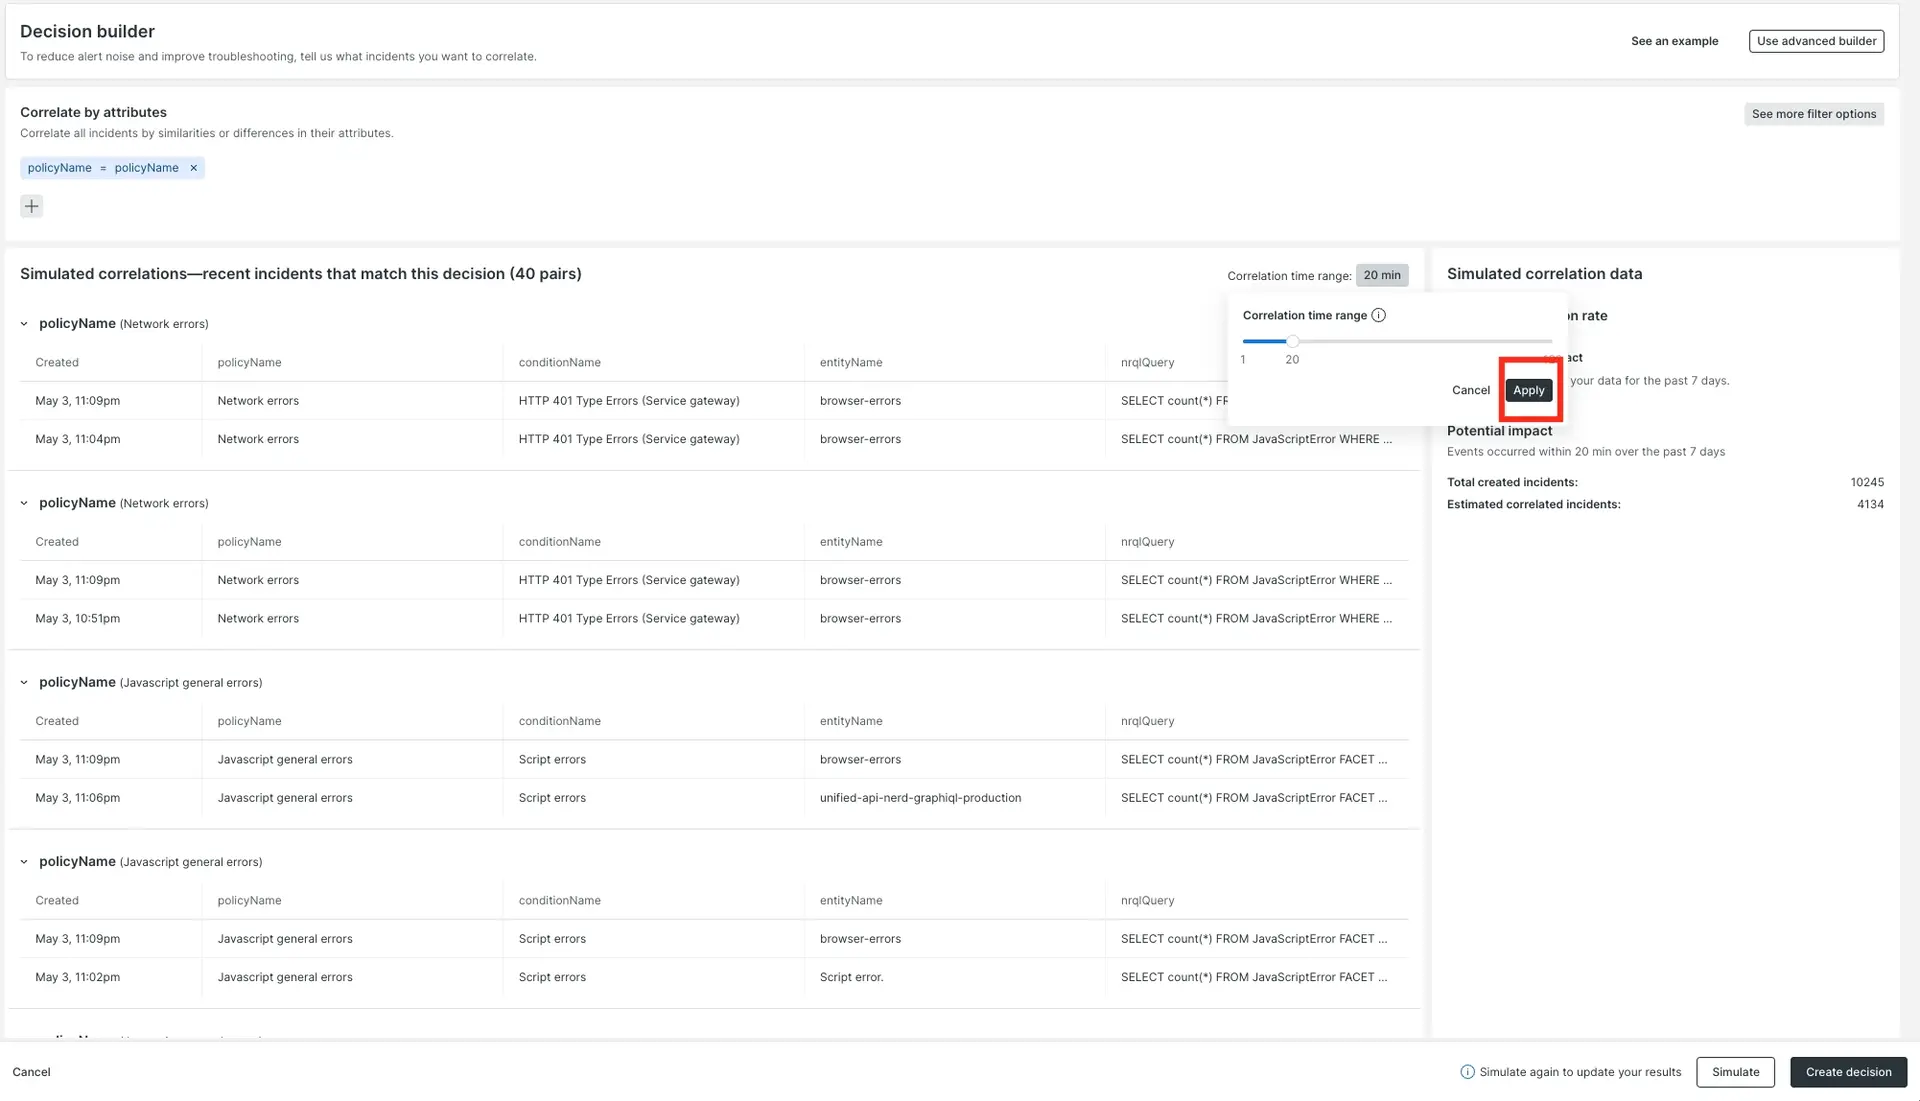 Decision builder
To reduce alert noise and improve troubleshooting, tell us what incidents you want to correlate.
See an example
Use advanced builder
Correlate by attributes
Correlate all incidents by similarities or differences in their attributes.
See more filter options
policyName = policyName ×
+
Simulated correlations—recent incidents that match this decision (40 pairs)
Correlation time range: 20 min
Correlation time range
1 20
Cancel Apply
policyName (Network errors)
Created policyName conditionName entityName nrqlQuery
May 3, 11:09pm Network errors HTTP 401 Type Errors (Service gateway) browser-errors SELECT count(*)
May 3, 11:04pm Network errors HTTP 401 Type Errors (Service gateway) browser-errors SELECT count(*) FROM JavaScriptError WHERE ...
policyName (Network errors)
Created policyName conditionName entityName nrqlQuery
May 3, 11:09pm Network errors HTTP 401 Type Errors (Service gateway) browser-errors SELECT count(*) FROM JavaScriptError WHERE ...
May 3, 10:51pm Network errors HTTP 401 Type Errors (Service gateway) browser-errors SELECT count(*) FROM JavaScriptError WHERE ...
policyName (Javascript general errors)
Created policyName conditionName entityName nrqlQuery
May 3, 11:09pm Javascript general errors Script errors browser-errors SELECT count(*) FROM JavaScriptError FACET ...
May 3, 11:06pm Javascript general errors Script errors unified-api-nerd-graphiql-production SELECT count(*) FROM JavaScriptError FACET ...
policyName (Javascript general errors)
Created policyName conditionName entityName nrqlQuery
May 3, 11:09pm Javascript general errors Script errors browser-errors SELECT count(*) FROM JavaScriptError FACET ...
May 3, 11:02pm Javascript general errors Script errors Script error. SELECT count(*) FROM JavaScriptError FACET ...
Simulated correlation data
rate
your data for the past 7 days.
Potential impact
Events occurred within 20 min over the past 7 days
Total created incidents: 10245
Estimated correlated incidents: 4134
Cancel
Simulate again to update your results
Simulate
Create decision